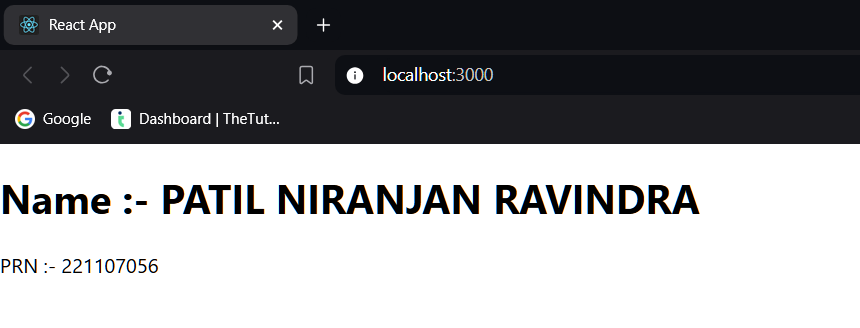 React App
localhost:3000
Google
Dashboard | TheTut...
Name :- PATIL NIRANJAN RAVINDRA
PRN :- 221107056